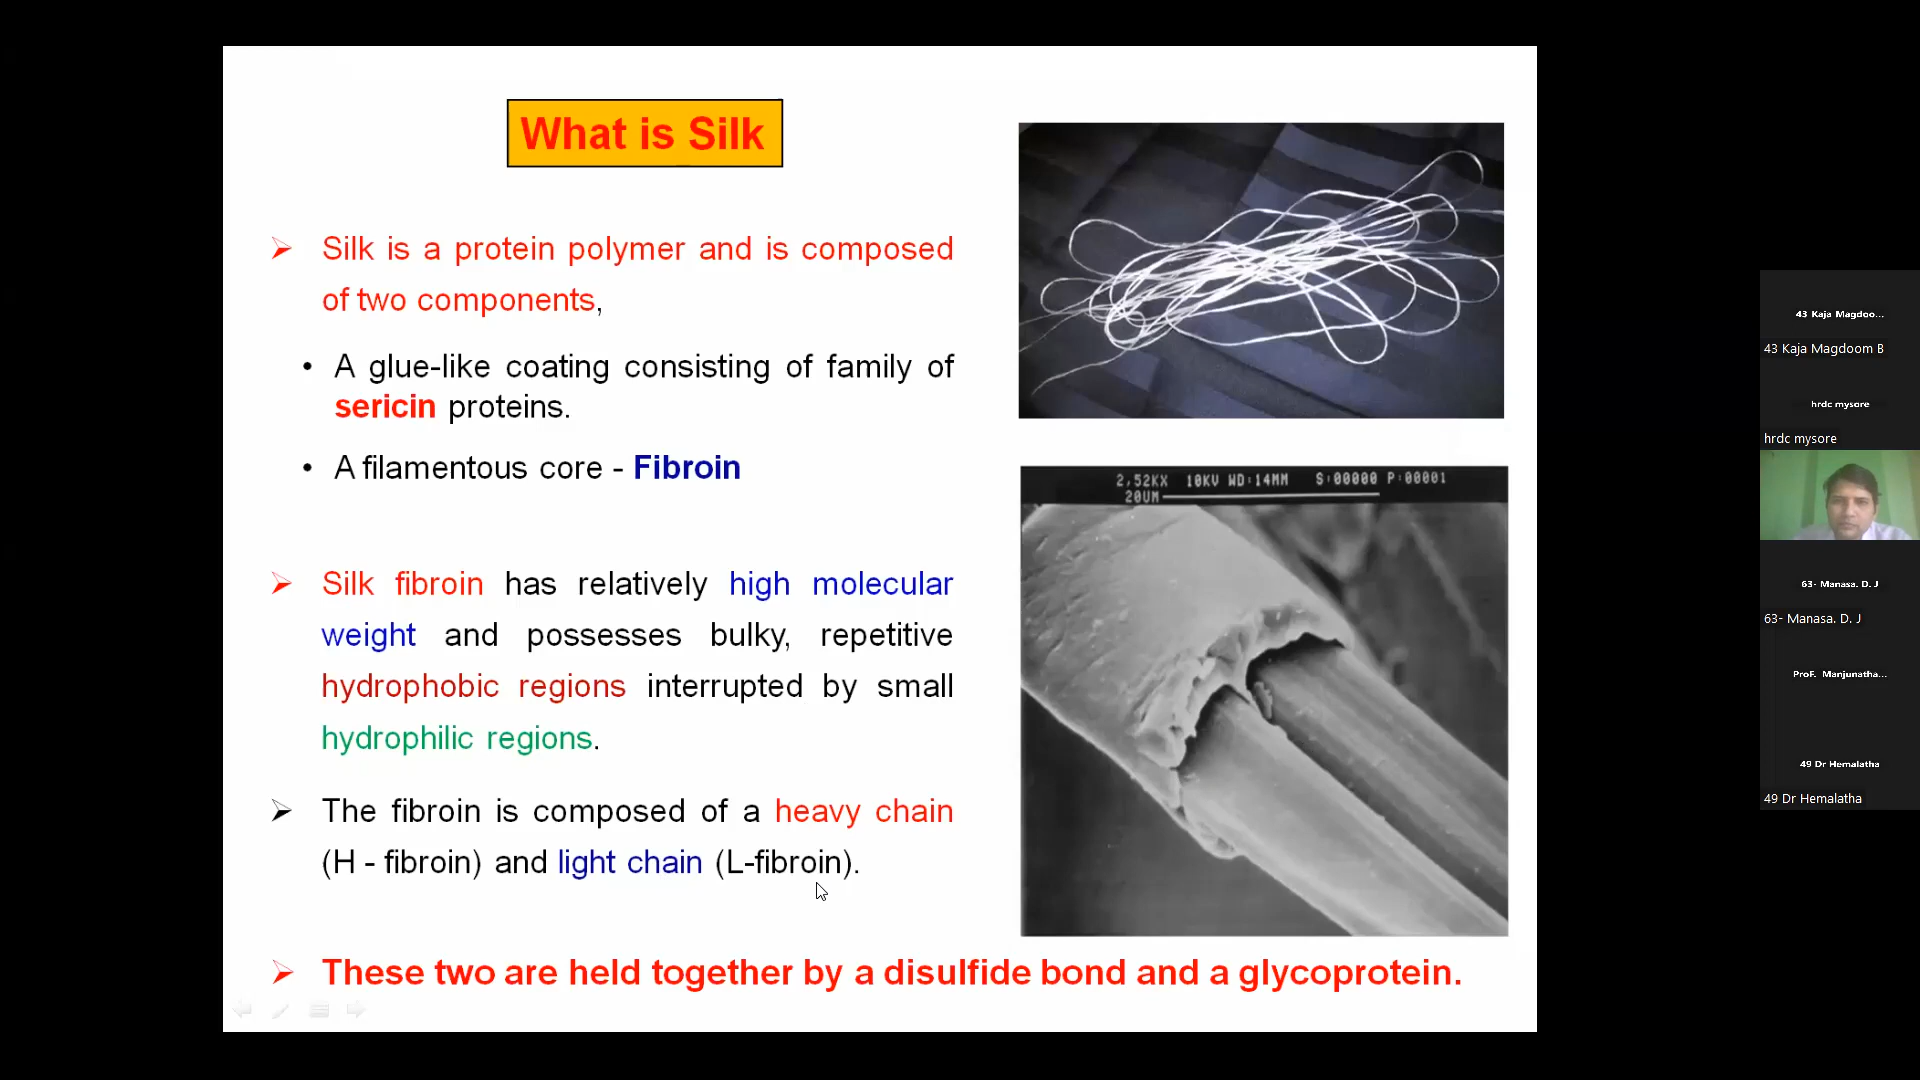 What is Silk
Silk is a protein polymer and is composed
of two components,
• A glue-like coating consisting of family of
sericin proteins.
• A filamentous core - Fibroin
Silk fibroin has relatively high molecular
weight and possesses bulky, repetitive
hydrophobic regions interrupted by small
hydrophilic regions.
The fibroin is composed of a heavy chain
(H - fibroin) and light chain (L-fibroin).
These two are held together by a disulfide bond and a glycoprotein.
2,52KX 10KV WD:14MM S:00000 P:00001
20UM
43 Kaja Magdoo...
43 Kaja Magdoom B
hrdc mysore
hrdc mysore
63- Manasa. D. J
63- Manasa. D. J
ProF. Manjunatha...
49 Dr Hemalatha
49 Dr Hemalatha